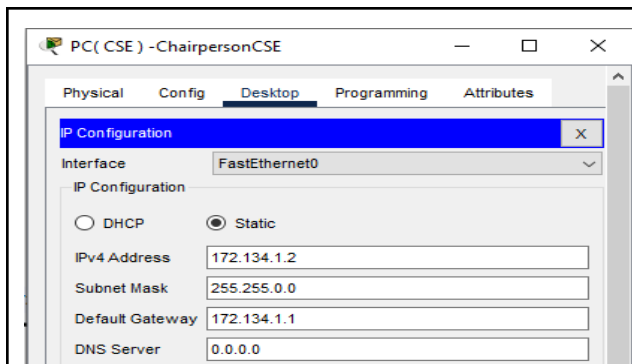 PC( CSE ) -ChairpersonCSE
Physical Config Desktop Programming Attributes
IP Configuration X
Interface FastEthernet0
IP Configuration
DHCP Static
IPv4 Address 172.134.1.2
Subnet Mask 255.255.0.0
Default Gateway 172.134.1.1
DNS Server 0.0.0.0